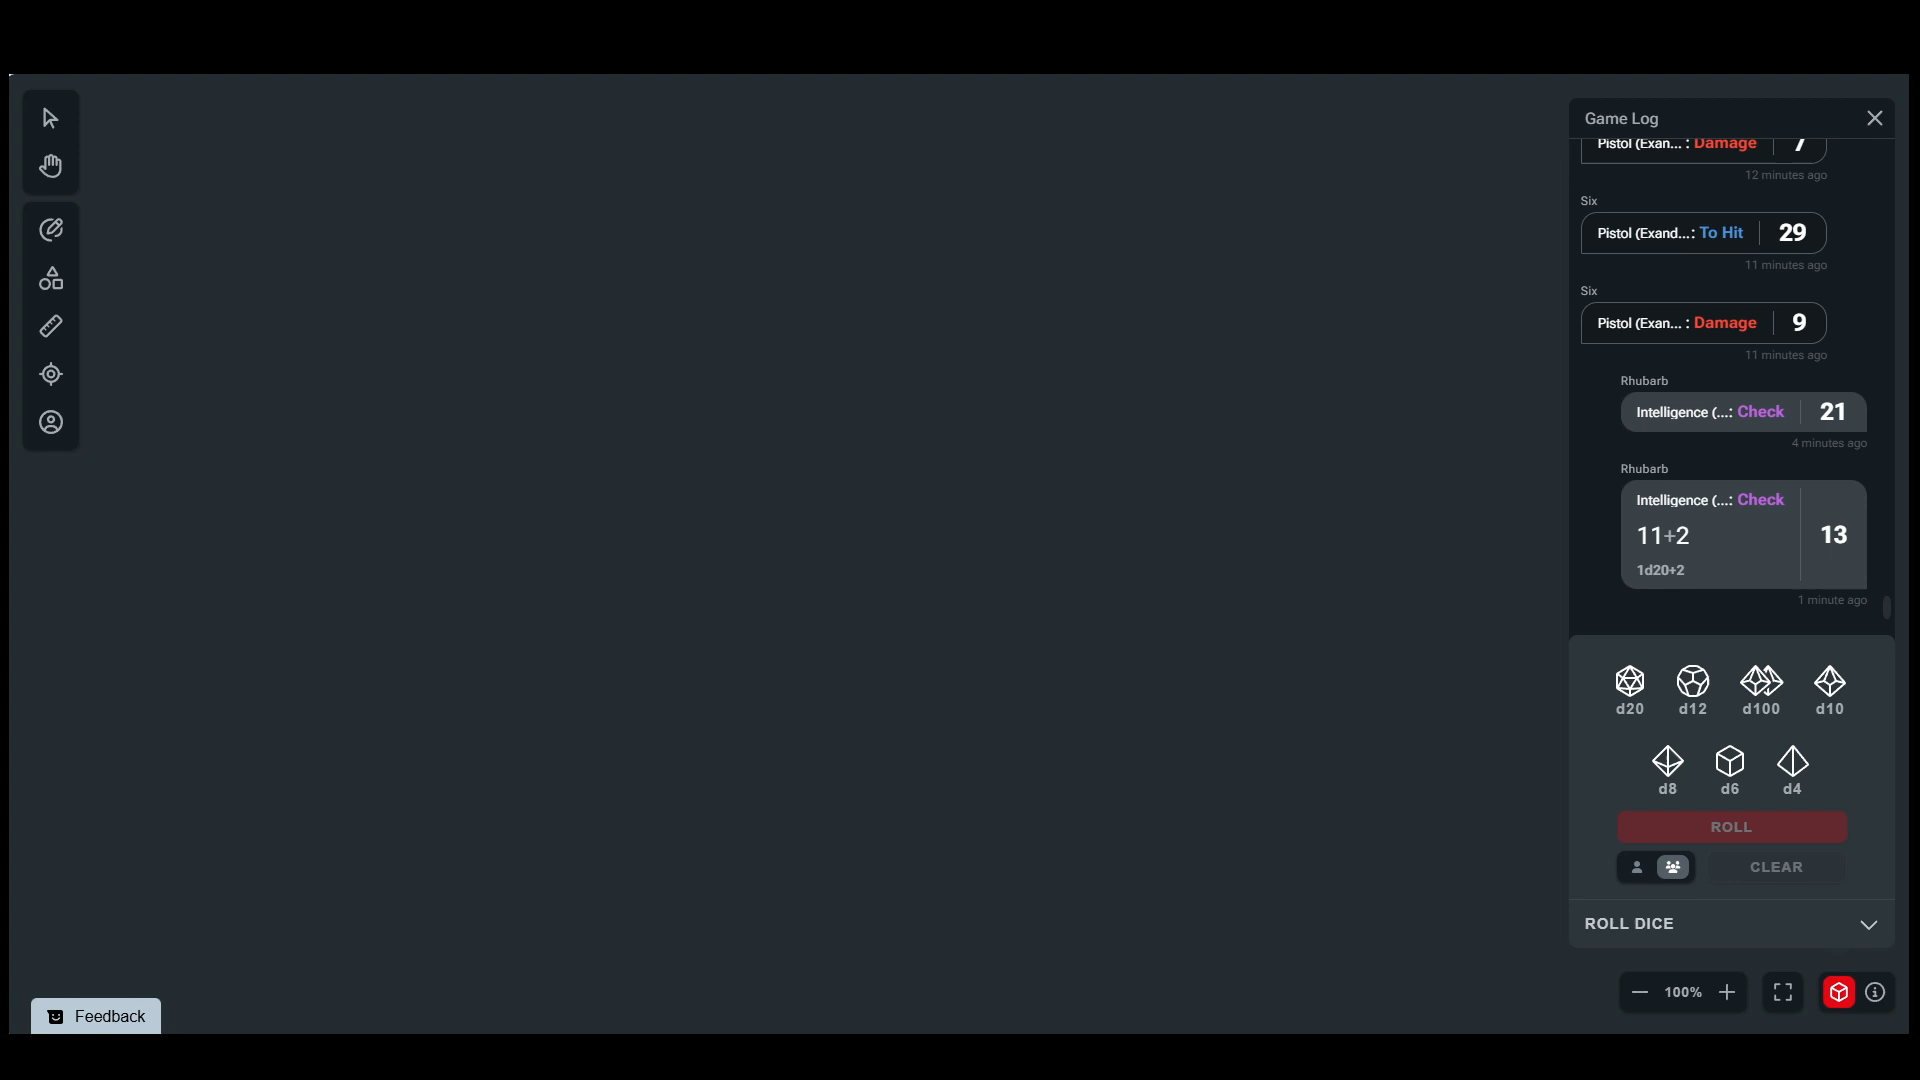 Game Log
Pistol (Exan... : Damage 7
12 minutes ago
Six
Pistol (Exand...: To Hit 29
11 minutes ago
Six
Pistol (Exan... : Damage 9
11 minutes ago
Rhubarb
Intelligence (...: Check 21
4 minutes ago
Rhubarb
Intelligence (...: Check
11+2 13
1d20+2
1 minute ago
d20 d12 d100 d10
d8 d6 d4
ROLL
CLEAR
ROLL DICE
100%
Feedback